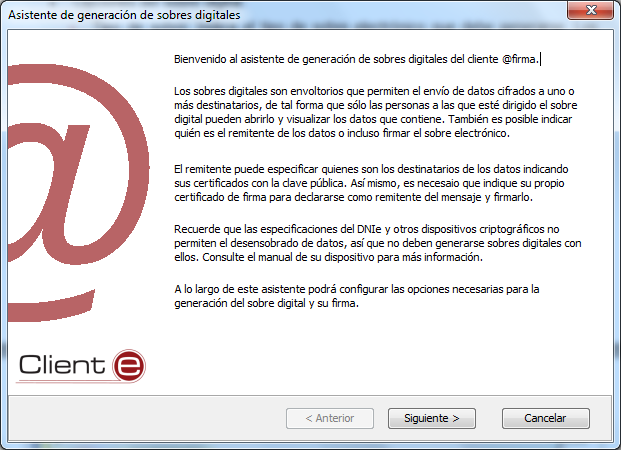 Asistente de generación de sobres digitales
Bienvenido al asistente de generación de sobres digitales del cliente @firma.
Los sobres digitales son envoltorios que permiten el envío de datos cifrados a uno o
más destinatarios, de tal forma que sólo las personas a las que esté dirigido el sobre
digital pueden abrirlo y visualizar los datos que contiene. También es posible indicar
quién es el remitente de los datos o incluso firmar el sobre electrónico.
El remitente puede especificar quienes son los destinatarios de los datos indicando
sus certificados con la clave pública. Así mismo, es necesaio que indique su propio
certificado de firma para declararse como remitente del mensaje y firmarlo.
Recuerde que las especificaciones del DNIe y otros dispositivos criptográficos no
permiten el desensobrado de datos, así que no deben generarse sobres digitales con
ellos. Consulte el manual de su dispositivo para más información.
A lo largo de este asistente podrá configurar las opciones necesarias para la
generación del sobre digital y su firma.
@
Client e
< Anterior
Siguiente >
Cancelar